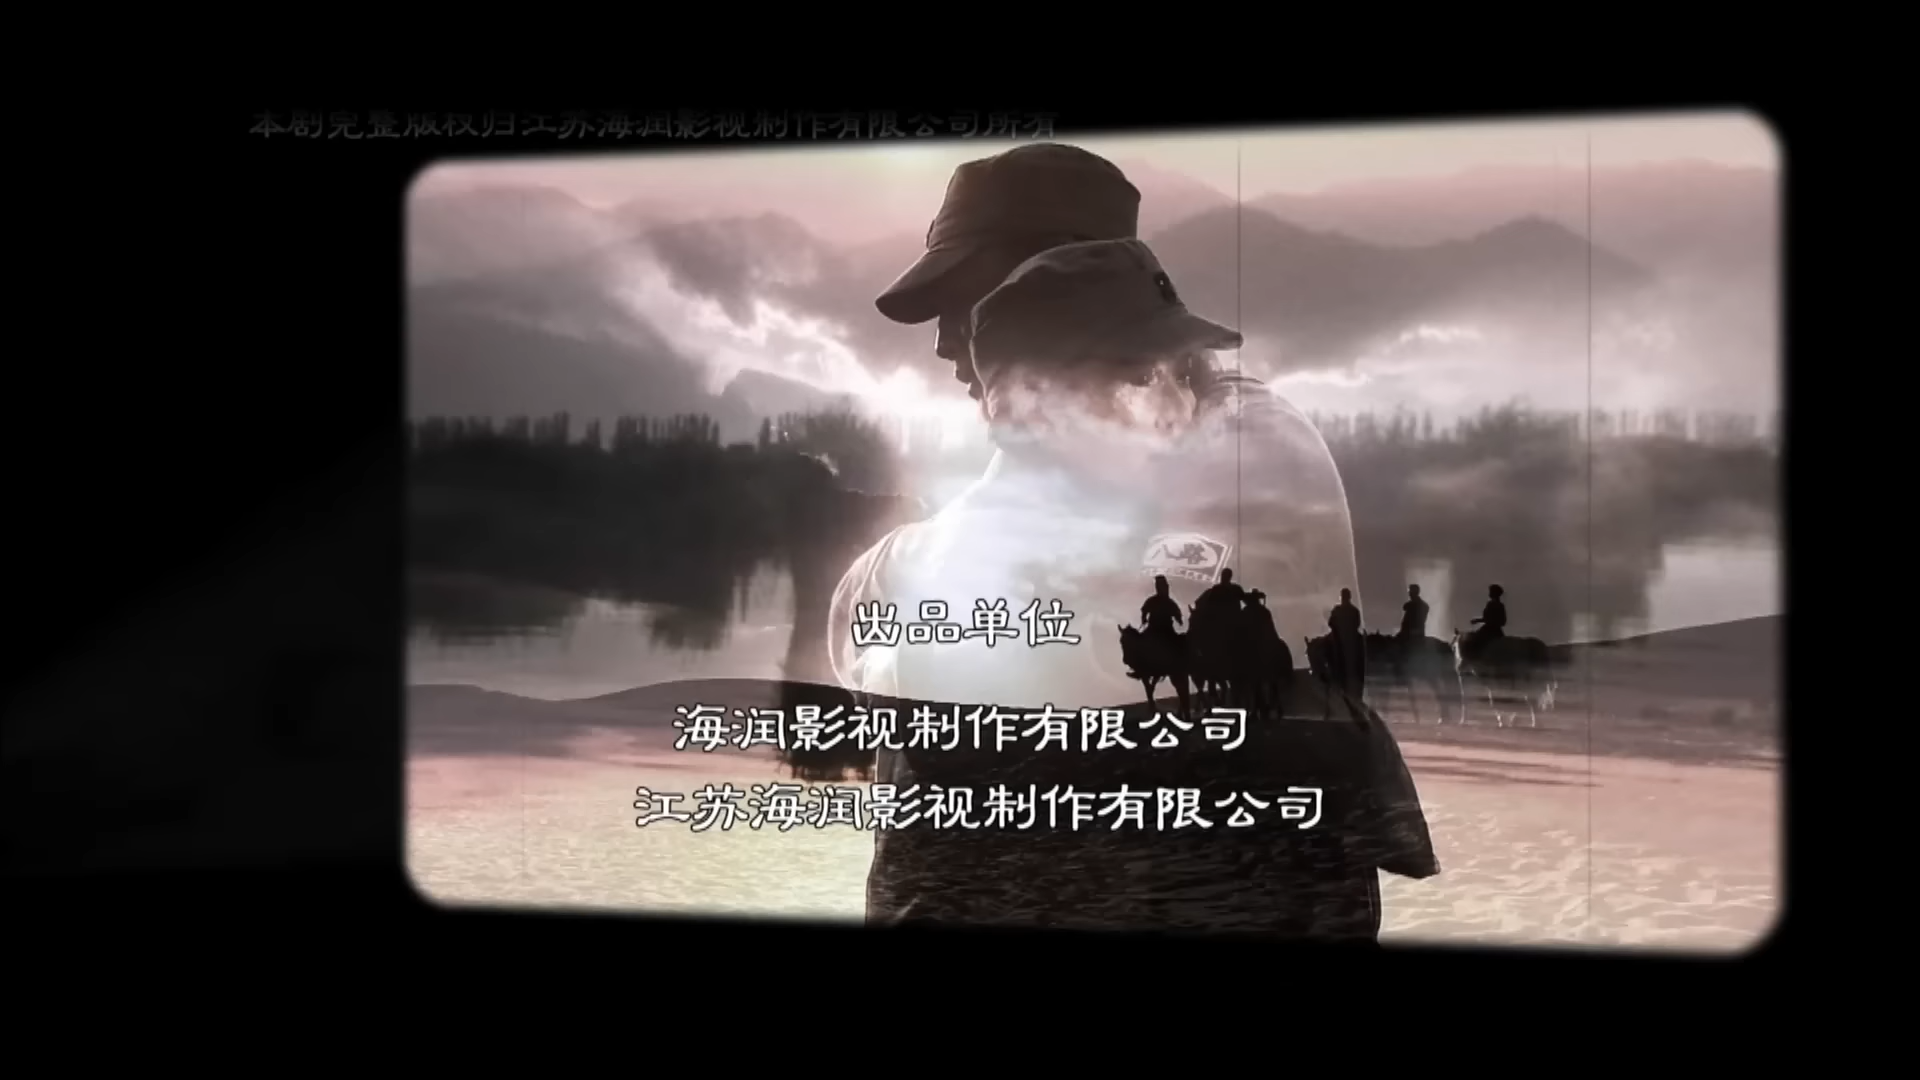 本剧完整版权归江苏海润影视制作有限公司所有
八路
出品单位
海润影视制作有限公司
江苏海润影视制作有限公司